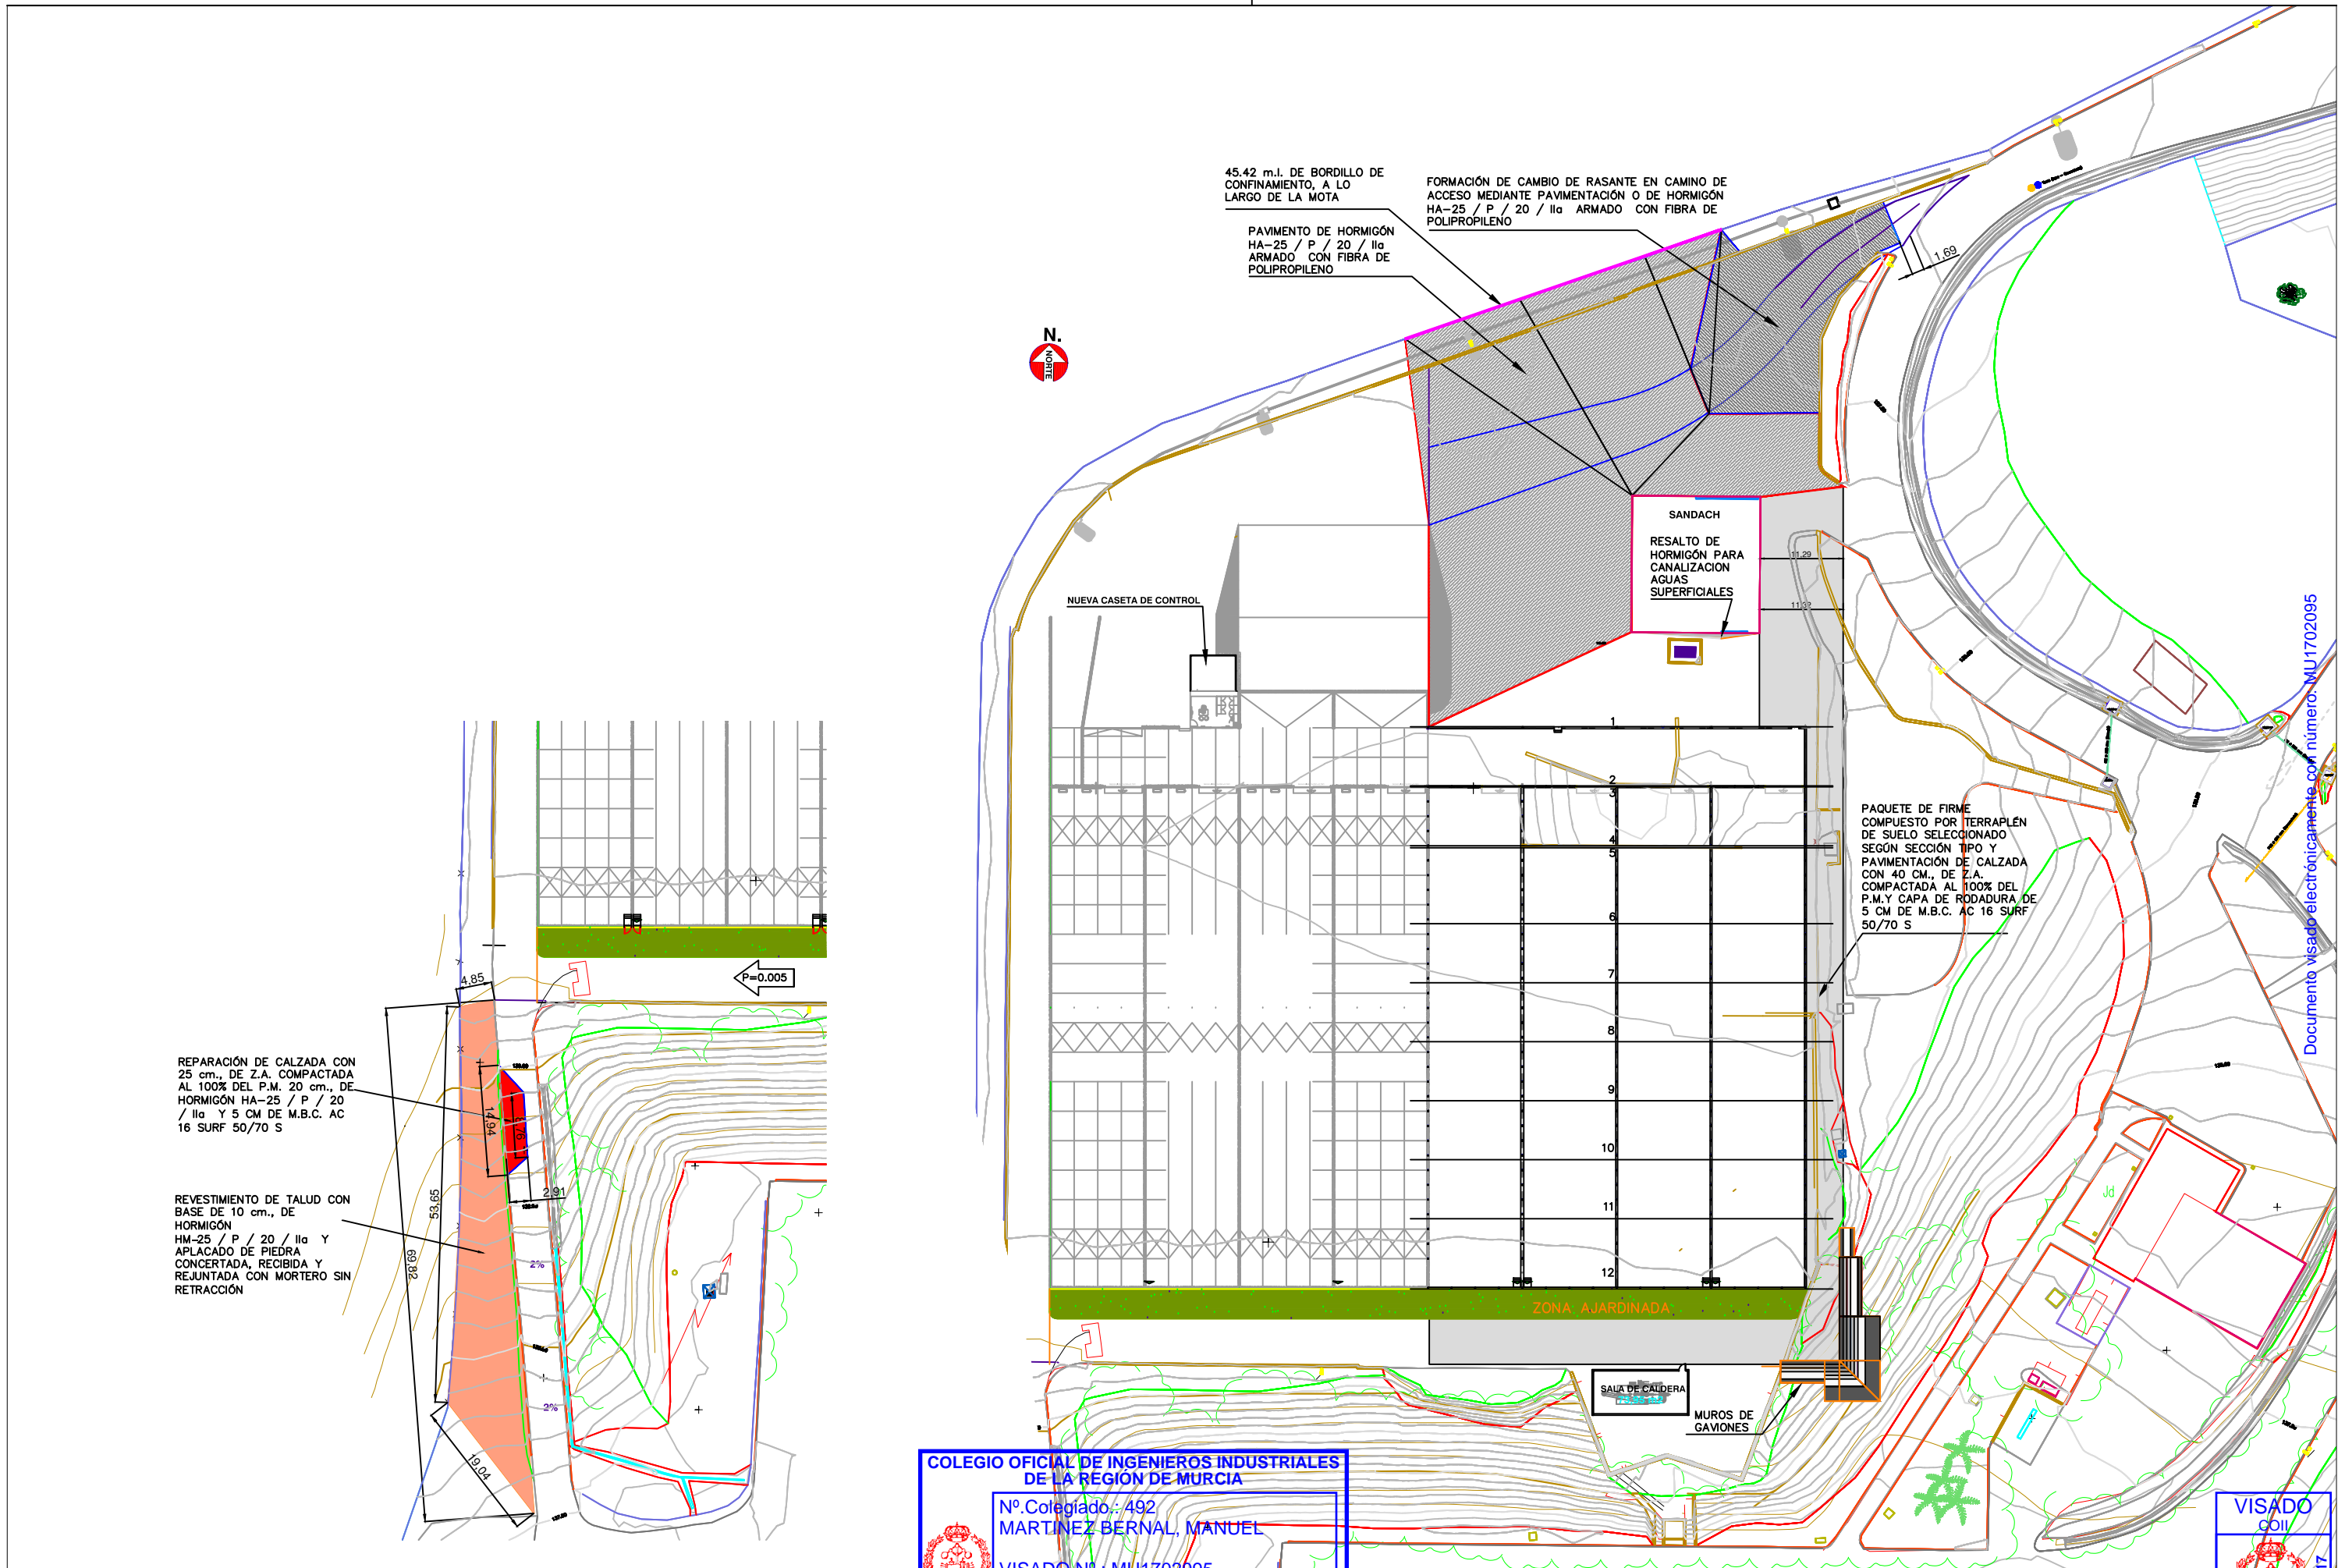 45.42 m.l. DE BORDILLO DE
CONFINAMIENTO, A LO
LARGO DE LA MOTA
FORMACIÓN DE CAMBIO DE RASANTE EN CAMINO DE
ACCESO MEDIANTE PAVIMENTACIÓN O DE HORMIGÓN
HA-25 / P / 20 / IIa ARMADO CON FIBRA DE
POLIPROPILENO
PAVIMENTO DE HORMIGÓN
HA-25 / P / 20 / IIa
ARMADO CON FIBRA DE
POLIPROPILENO
1,69
N.
NORTE
SANDACH
RESALTO DE
HORMIGÓN PARA
CANALIZACION
AGUAS
SUPERFICIALES
11,29
11,32
NUEVA CASETA DE CONTROL
1
2
3
4
5
6
7
8
9
10
11
12
PAQUETE DE FIRME
COMPUESTO POR TERRAPLÉN
DE SUELO SELECCIONADO
SEGÚN SECCIÓN TIPO Y
PAVIMENTACIÓN DE CALZADA
CON 40 CM., DE Z.A.
COMPACTADA AL 100% DEL
P.M.Y CAPA DE RODADURA DE
5 CM DE M.B.C. AC 16 SURF
50/70 S
P=0.005
4,85
REPARACIÓN DE CALZADA CON
25 cm., DE Z.A. COMPACTADA
AL 100% DEL P.M. 20 cm., DE
HORMIGÓN HA-25 / P / 20
/ IIa Y 5 CM DE M.B.C. AC
16 SURF 50/70 S
14,94
2,91
53,65
69,82
19,04
2%
2%
REVESTIMIENTO DE TALUD CON
BASE DE 10 cm., DE
HORMIGÓN
HM-25 / P / 20 / IIa Y
APLACADO DE PIEDRA
CONCERTADA, RECIBIDA Y
REJUNTADA CON MORTERO SIN
RETRACCIÓN
ZONA AJARDINADA
SALA DE CALDERA
MUROS DE
GAVIONES
Jd
Documento visado electrónicamente con número: MU1702095
COLEGIO OFICIAL DE INGENIEROS INDUSTRIALES
DE LA REGIÓN DE MURCIA
Nº.Colegiado.: 492
MARTINEZ BERNAL, MANUEL
VISADO Nº.: MU1702095
VISADO
COII